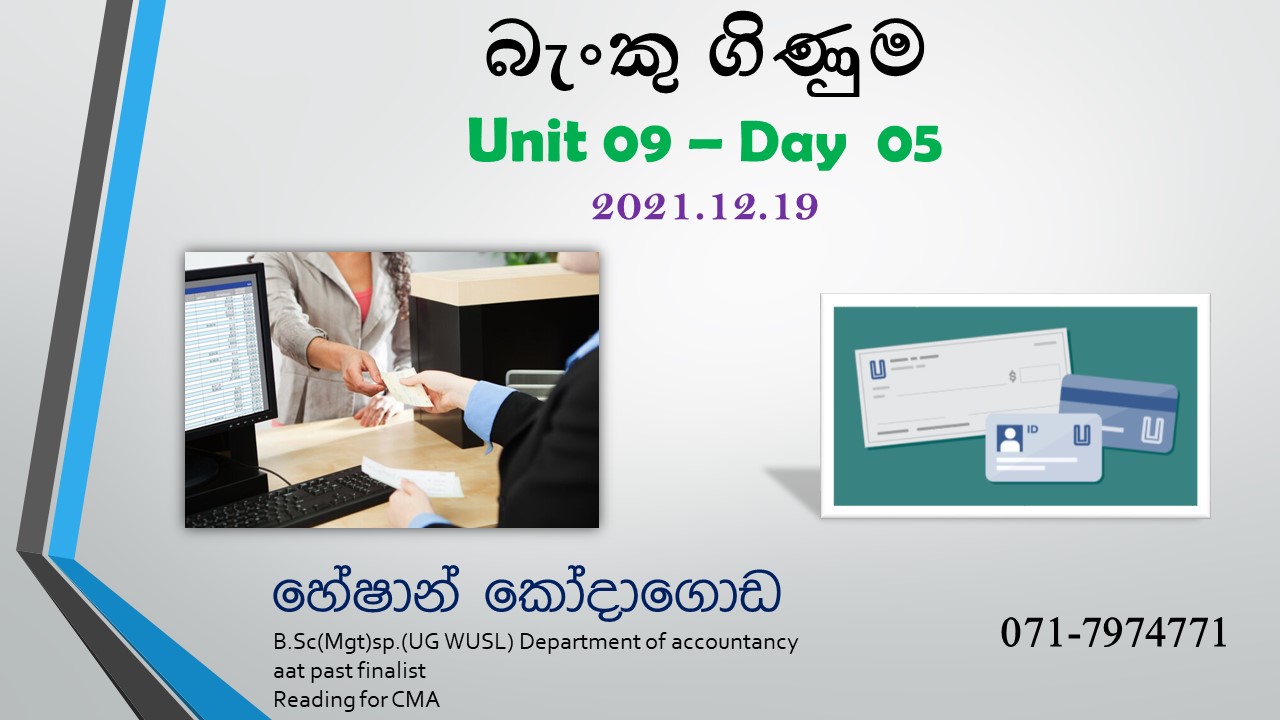 බැංකු ගිණුම
Unit 09 – Day 05
2021.12.19
$
ID
හේෂාන් කෝදාගොඩ
B.Sc(Mgt)sp.(UG WUSL) Department of accountancy
aat past finalist
Reading for CMA
071-7974771